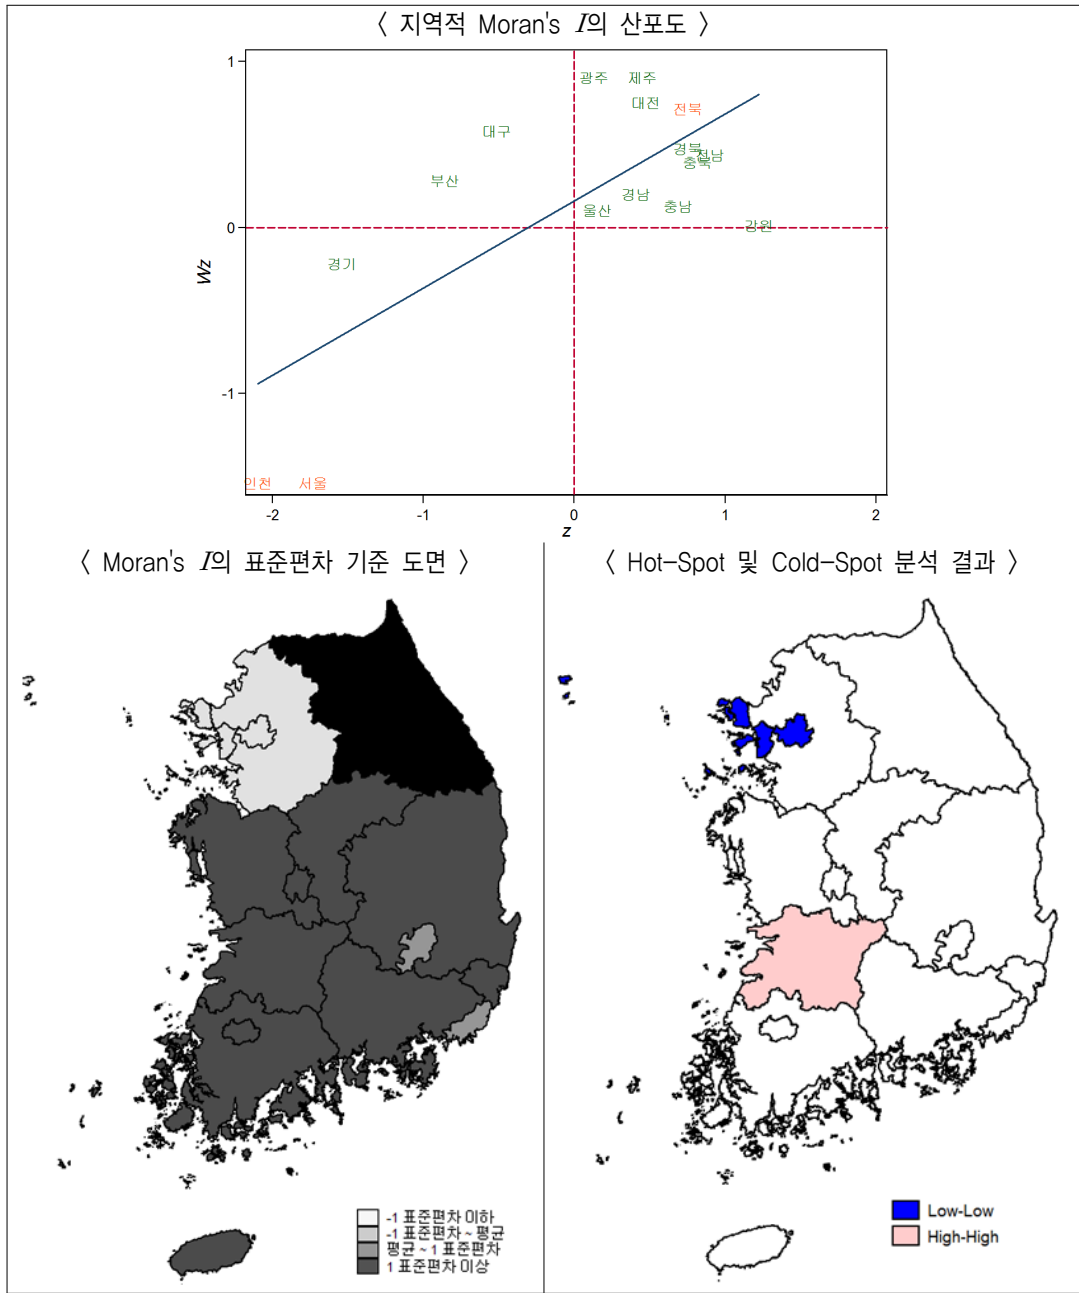 〈 지역적 Moran's I의 산포도 〉
1
광주 제주
대전
전북
대구
경북
전남
충북
부산
경남
충남
울산
강원
0
경기
Wz
-1
인천 서울
-2 -1 0 1 2
z
〈 Moran's I의 표준편차 기준 도면 〉
-1 표준편차 이하
-1 표준편차 ~ 평균
평균 ~ 1 표준편차
1 표준편차 이상
〈 Hot-Spot 및 Cold-Spot 분석 결과 〉
Low-Low
High-High